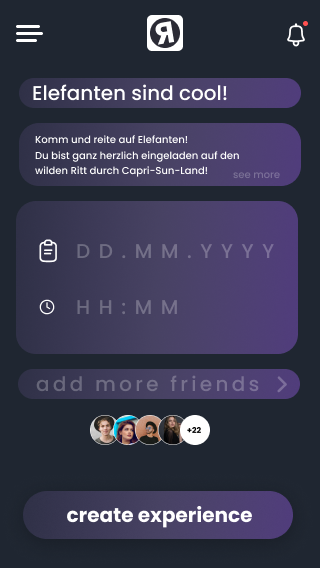 Elefanten sind cool!
Komm und reite auf Elefanten!
Du bist ganz herzlich eingeladen auf den
wilden Ritt durch Capri-Sun-Land!
see more
DD.MM.YYYY
HH:MM
add more friends
+22
create experience